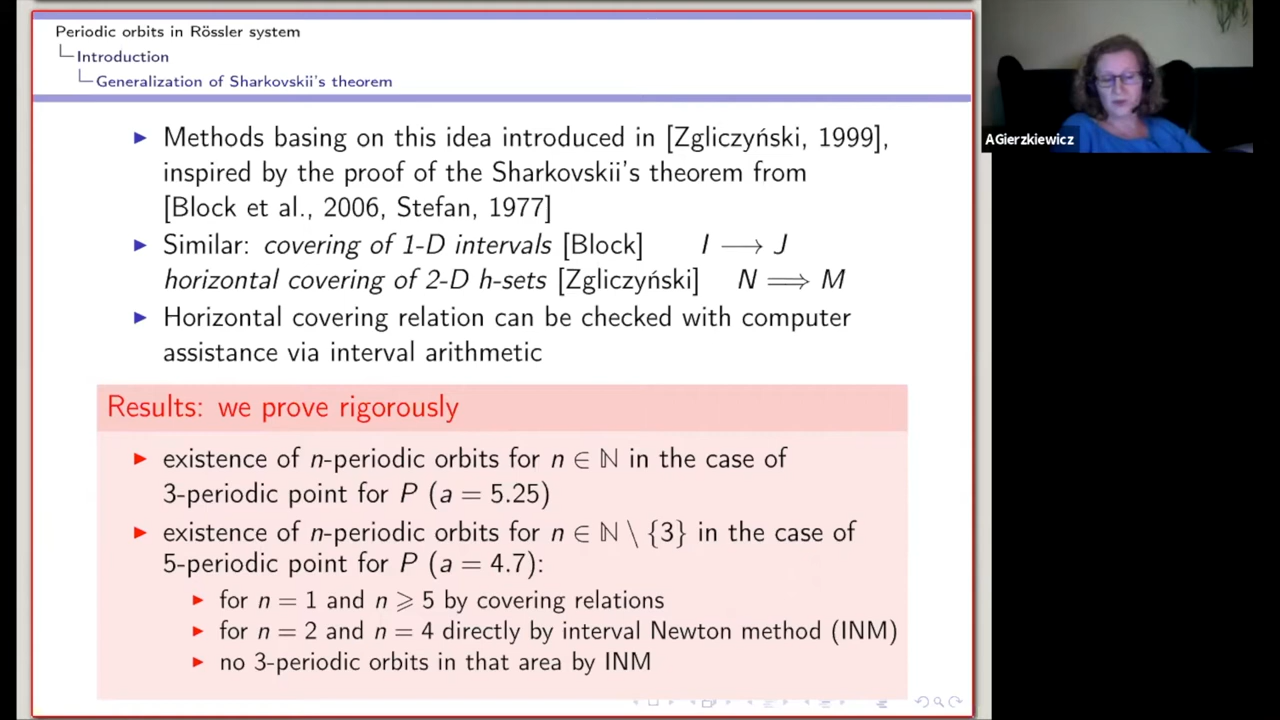 Periodic orbits in Rössler system
Introduction
Generalization of Sharkovskii's theorem
Methods basing on this idea introduced in [Zgliczyński, 1999],
inspired by the proof of the Sharkovskii's theorem from
[Block et al., 2006, Stefan, 1977]
Similar: covering of 1-D intervals [Block] I ⟶ J
horizontal covering of 2-D h-sets [Zgliczyński] N ⟹ M
Horizontal covering relation can be checked with computer
assistance via interval arithmetic
Results: we prove rigorously
existence of n-periodic orbits for n ∈ ℕ in the case of
3-periodic point for P (a = 5.25)
existence of n-periodic orbits for n ∈ ℕ \ {3} in the case of
5-periodic point for P (a = 4.7):
for n = 1 and n ⩾ 5 by covering relations
for n = 2 and n = 4 directly by interval Newton method (INM)
no 3-periodic orbits in that area by INM
AGierzkiewicz